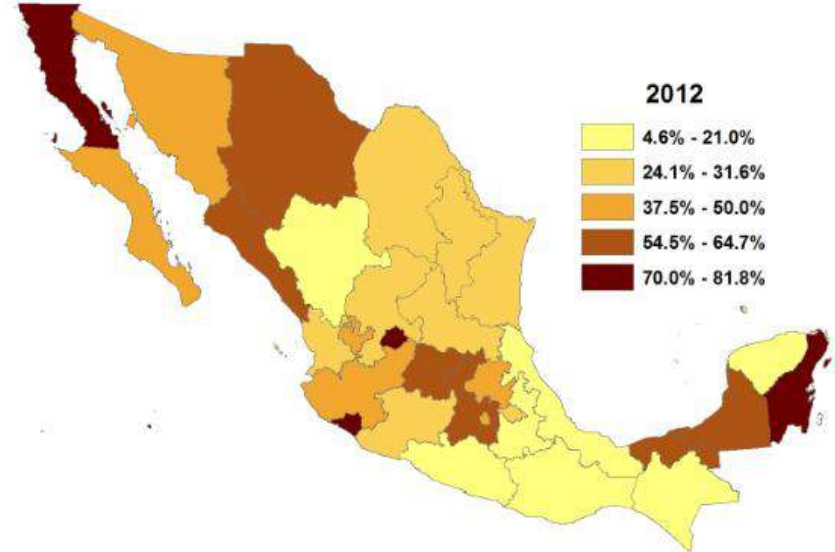 2012
4.6% - 21.0%
24.1% - 31.6%
37.5% - 50.0%
54.5% - 64.7%
70.0% - 81.8%